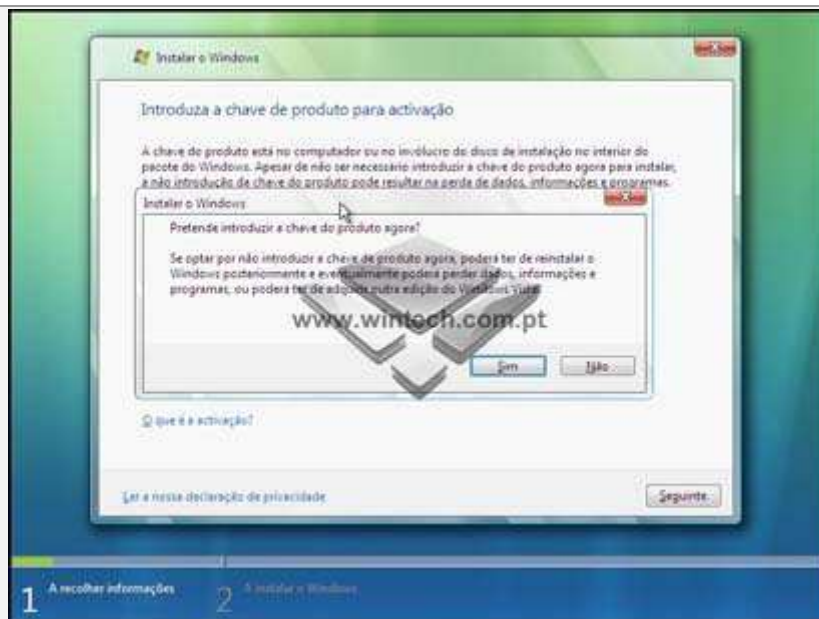 Instalar o Windows
Introduza a chave de produto para activação
A chave do produto está no computador ou no invólucro do disco de instalação no interior do
pacote do Windows. Apesar de não ser necessário introduzir a chave do produto agora para instalar,
a não introdução da chave do produto pode resultar na perda de dados, informações e programas.
Instalar o Windows
Pretende introduzir a chave do produto agora?
Se optar por não introduzir a chave de produto agora, poderá ter de reinstalar o
Windows posteriormente e eventualmente poderá perder dados, informações e
programas, ou poderá ter de adquirir outra edição do Windows Vista.
www.wintech.com.pt
Sim
Não
O que é a activação?
Ler a nossa declaração de privacidade
Seguinte
1 A recolher informações
2 A instalar o Windows